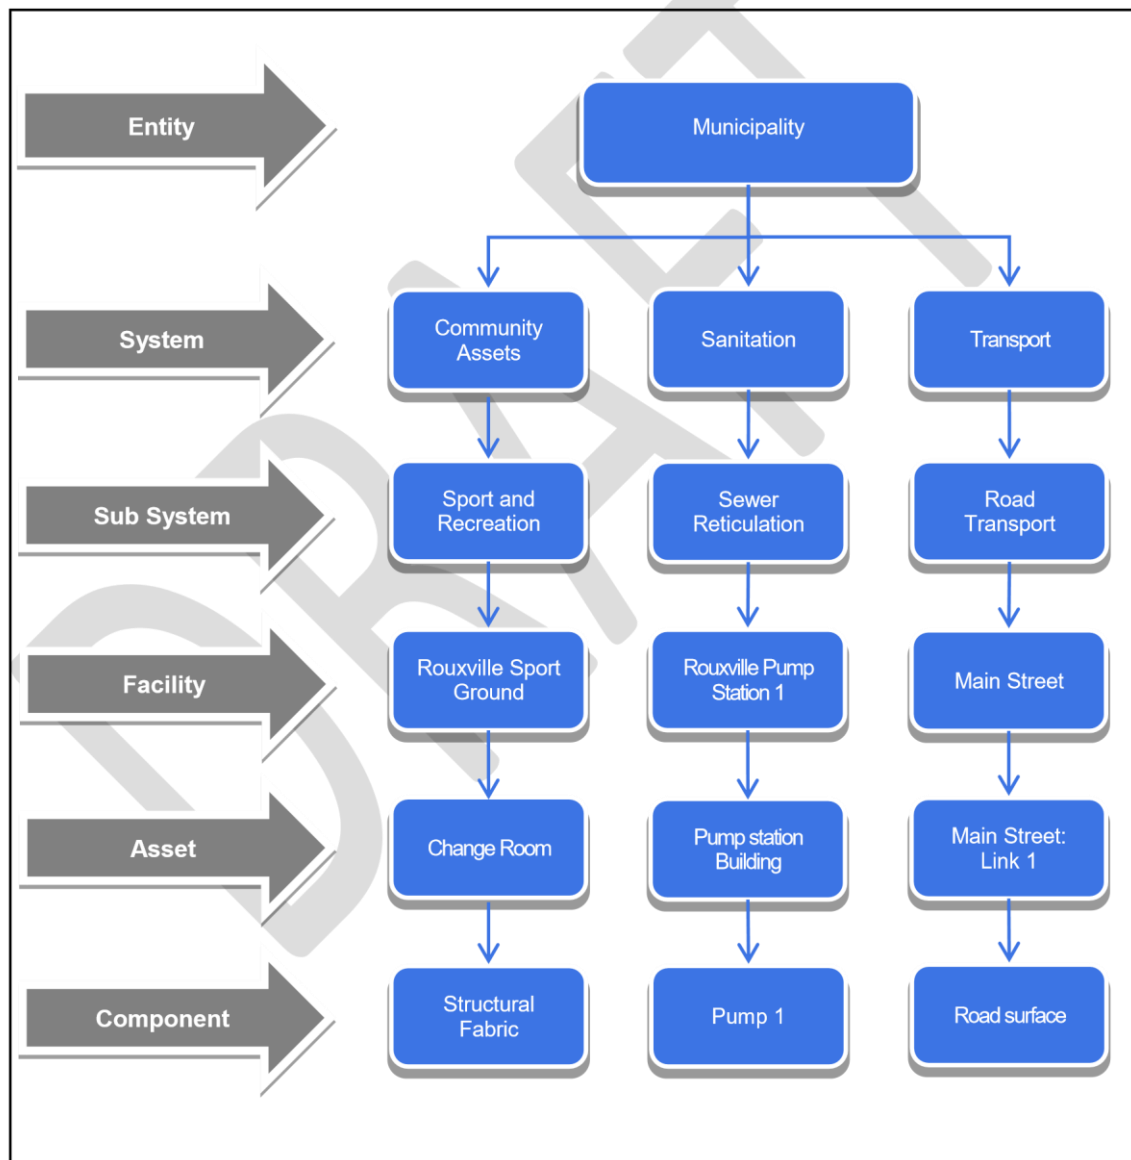 Entity
Municipality
System
Community
Assets
Sanitation
Transport
Sub System
Sport and
Recreation
Sewer
Reticulation
Road
Transport
Facility
Rouxville Sport
Ground
Rouxville Pump
Station 1
Main Street
Asset
Change Room
Pump station
Building
Main Street:
Link 1
Component
Structural
Fabric
Pump 1
Road surface
DRAFT